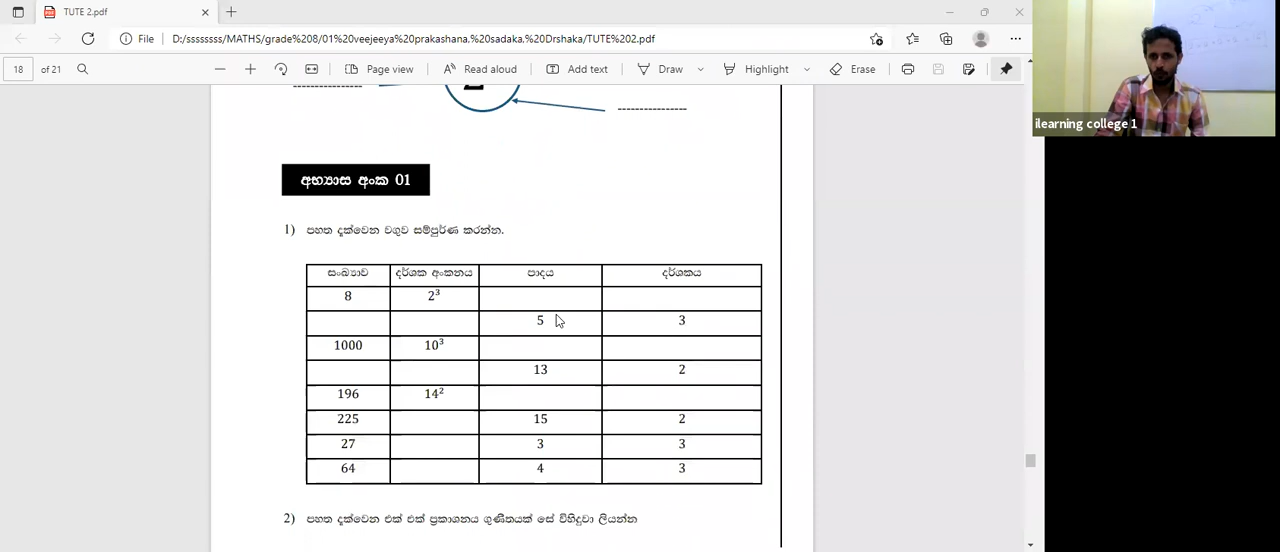 TUTE 2.pdf
File D:/sssssssss/MATHS/grade%208/01%20veejeeya%20prakashana.%20sadaka.%20Drshaka/TUTE%202.pdf
18 of 21 Page view Read aloud Add text Draw Highlight Erase
ilearning college 1
අභ්‍යාස අංක 01
1) පහත දැක්වෙන වගුව සම්පුර්ණ කරන්න.
සංඛ්‍යාව දර්ශක අංකනය පාදය දර්ශකය
8 2³
5 3
1000 10³
13 2
196 14²
225 15 2
27 3 3
64 4 3
2) පහත දැක්වෙන එක් එක් ප්‍රකාශනය ගුණිතයක් සේ විහිදුවා ලියන්න